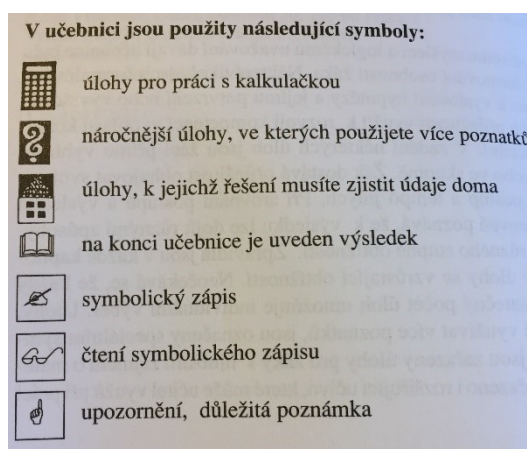 V učebnici jsou použity následující symboly:
úlohy pro práci s kalkulačkou
náročnější úlohy, ve kterých použijete více poznatků
úlohy, k jejichž řešení musíte zjistit údaje doma
na konci učebnice je uveden výsledek
symbolický zápis
čtení symbolického zápisu
upozornění, důležitá poznámka